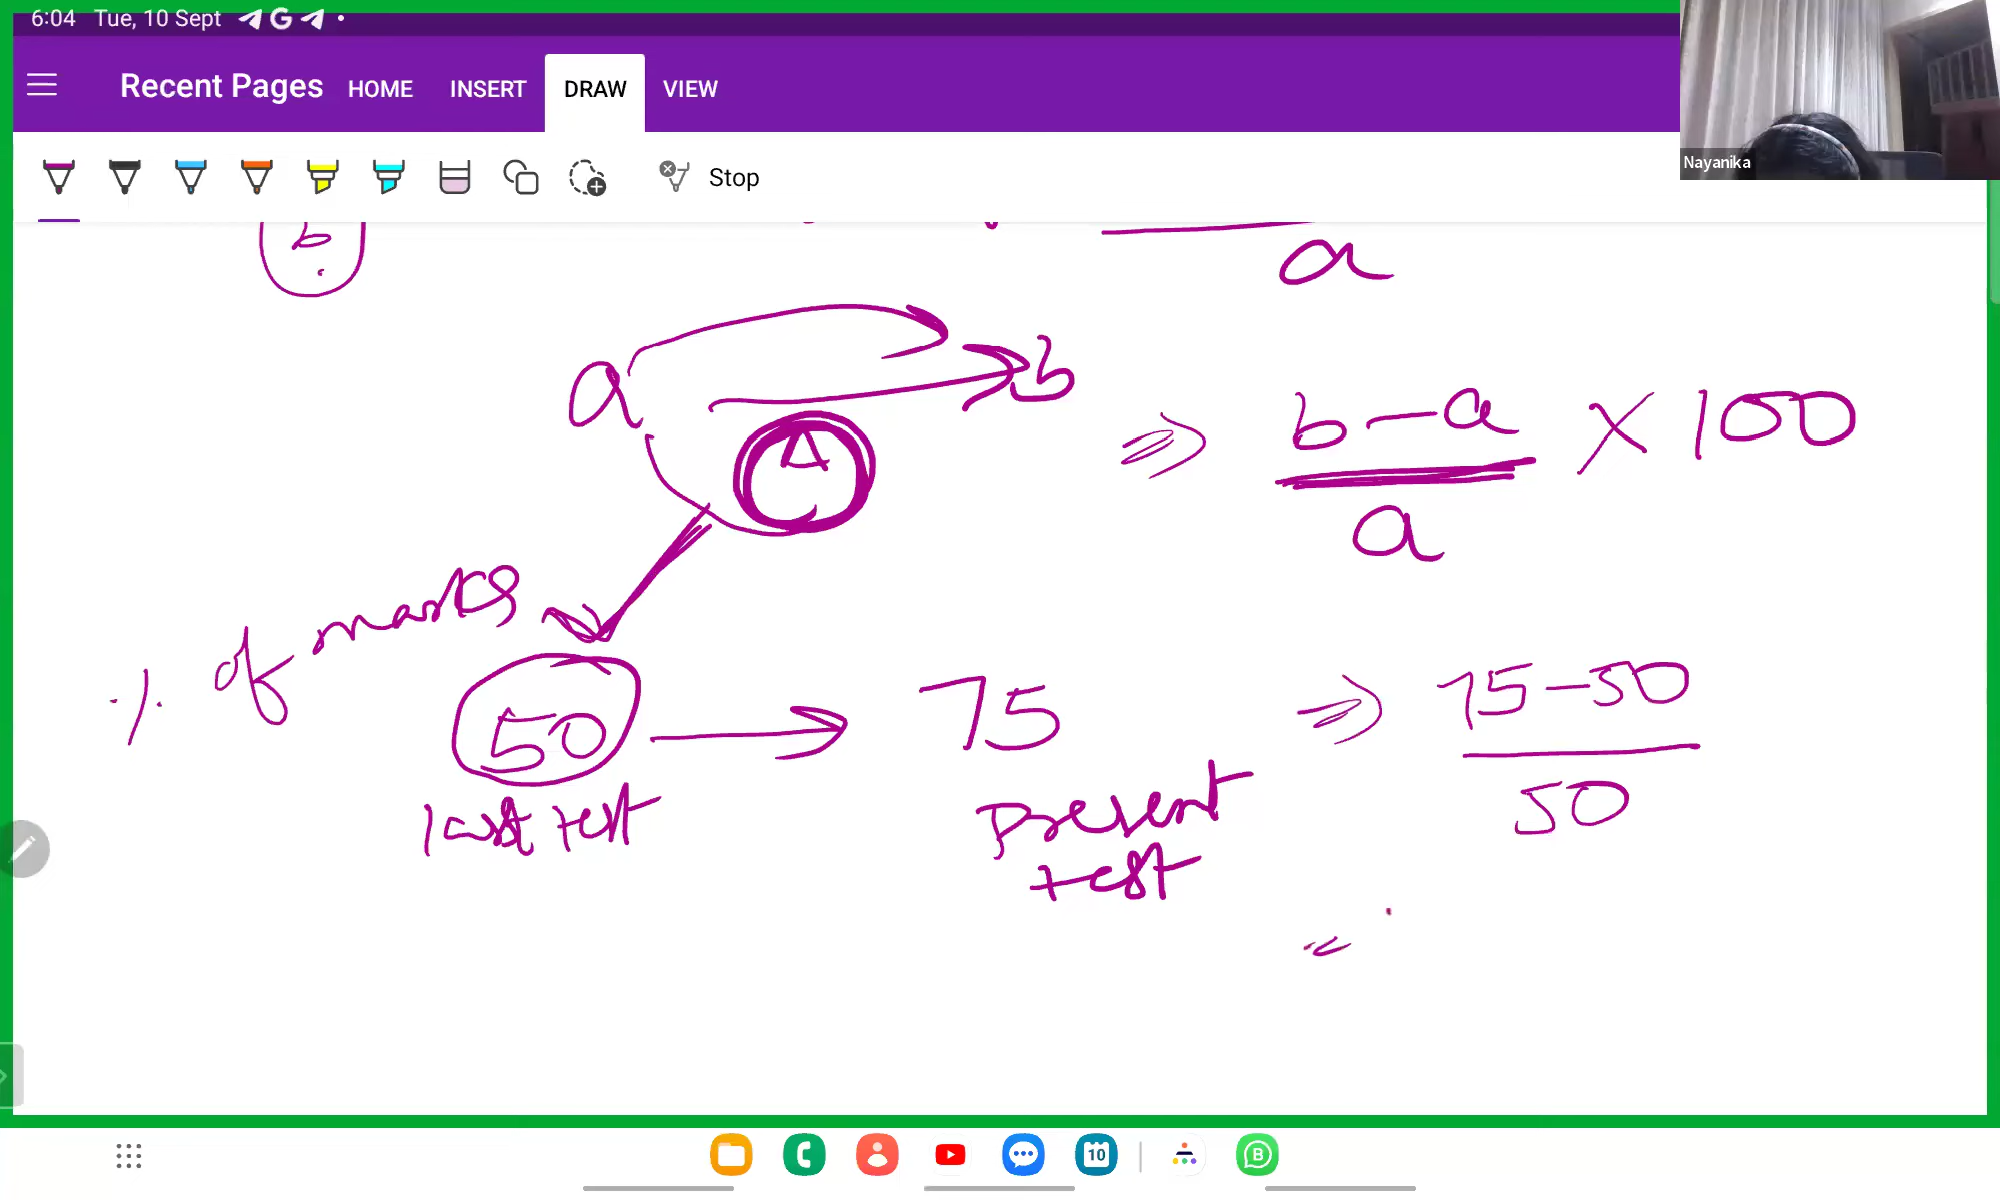 6:04 Tue, 10 Sept G
Recent Pages HOME INSERT DRAW VIEW
Nayanika
Stop
b
a
a b
⇒ b-a × 100
a
% of marks
50 → 75 ⇒ 75-50
50
last test
Present
test
=
10
B